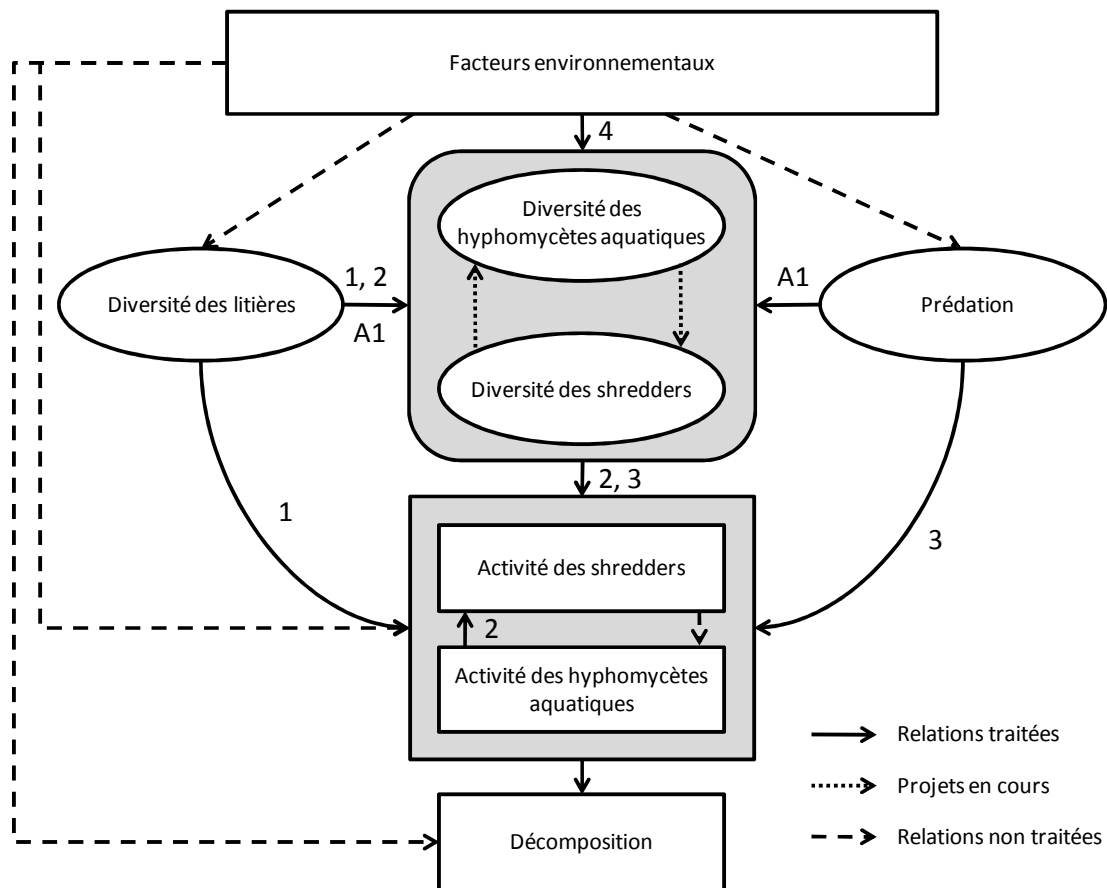 Facteurs environnementaux
4
Diversité des
hyphomycètes aquatiques
1, 2
A1
Diversité des litières
A1
Prédation
Diversité des shredders
2, 3
1
3
Activité des shredders
2
Activité des hyphomycètes
aquatiques
Relations traitées
Projets en cours
Relations non traitées
Décomposition